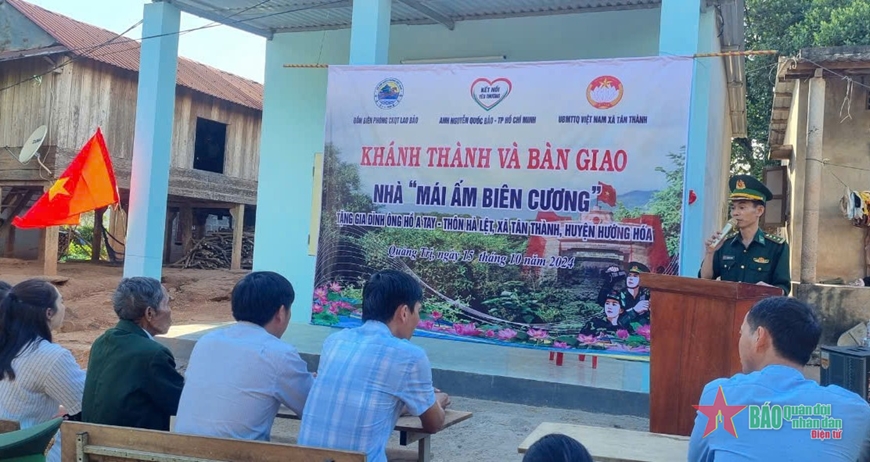 KẾT NỐI
YÊU THƯƠNG
ĐỒN BIÊN PHÒNG CKQT LAO BẢO
ANH NGUYỄN QUỐC BẢO - TP HỒ CHÍ MINH
UBMTTQ VIỆT NAM XÃ TÂN THÀNH
KHÁNH THÀNH VÀ BÀN GIAO
NHÀ "MÁI ẤM BIÊN CƯƠNG"
TẶNG GIA ĐÌNH ÔNG HỒ A TAY - THÔN HÀ LỆT, XÃ TÂN THÀNH, HUYỆN HƯỚNG HÓA
Quảng Trị, ngày 15 tháng 10 năm 2024
BÁO Quân đội
nhân dân
Điện tử